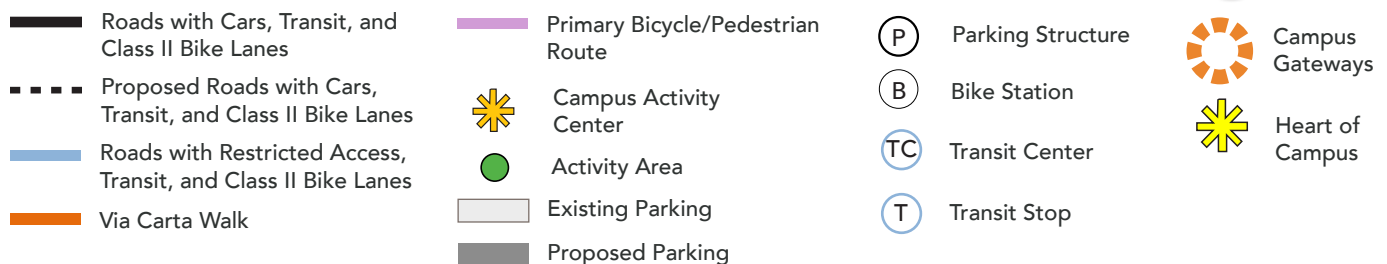 Roads with Cars, Transit, and
Class II Bike Lanes
Proposed Roads with Cars,
Transit, and Class II Bike Lanes
Roads with Restricted Access,
Transit, and Class II Bike Lanes
Via Carta Walk
Primary Bicycle/Pedestrian
Route
Campus Activity
Center
Activity Area
Existing Parking
Proposed Parking
P Parking Structure
B Bike Station
TC Transit Center
T Transit Stop
Campus
Gateways
Heart of
Campus